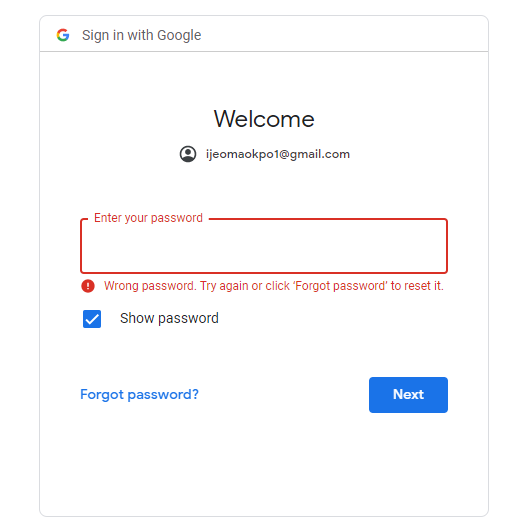 Sign in with Google
Welcome
ijeomaokpo1@gmail.com
Enter your password
Wrong password. Try again or click ‘Forgot password’ to reset it.
Show password
Forgot password?
Next